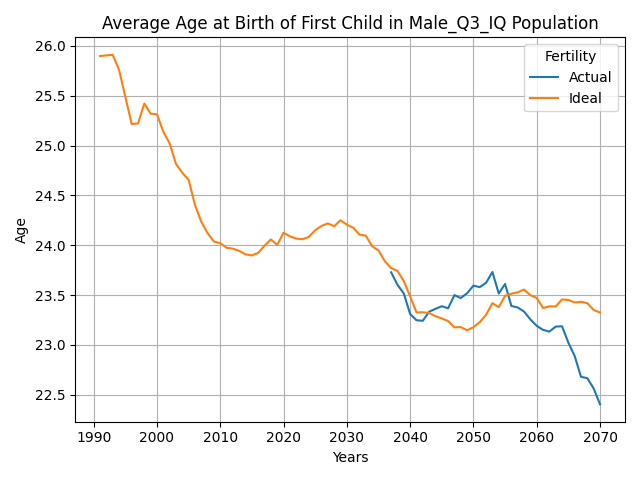 Average Age at Birth of First Child in Male_Q3_IQ Population
Fertility
Actual
Ideal
Age
26.0
25.5
25.0
24.5
24.0
23.5
23.0
22.5
1990 2000 2010 2020 2030 2040 2050 2060 2070
Years